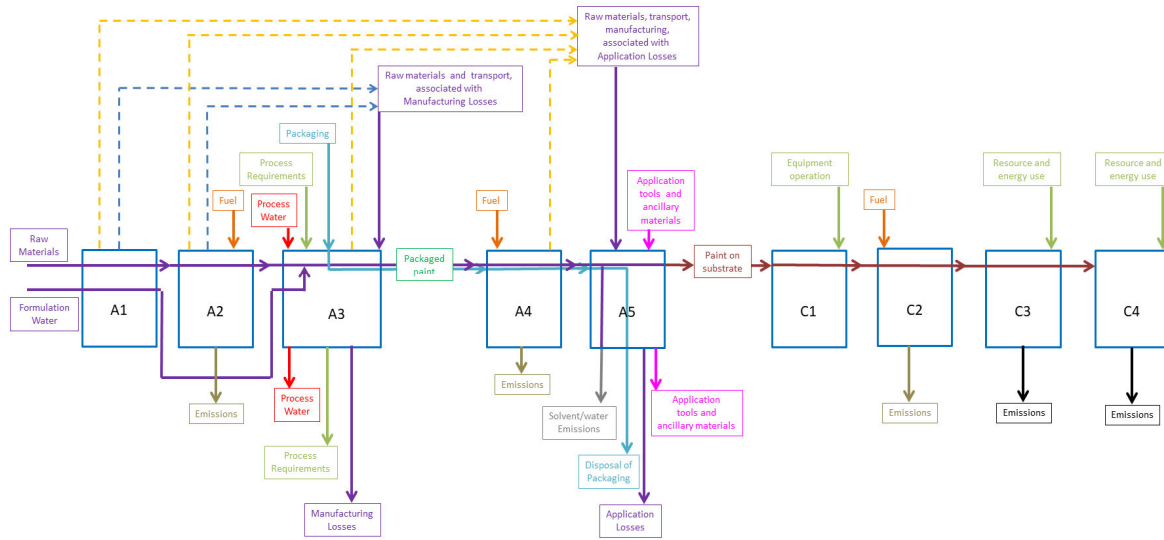 Raw materials, transport,
manufacturing,
associated with
Application Losses
Raw materials and transport,
associated with
Manufacturing Losses
Packaging
Process
Requirements
Equipment
operation
Resource and
energy use
Resource and
energy use
Application
tools and
ancillary
materials
Fuel
Process
Water
Fuel
Fuel
Raw
Materials
Packaged
paint
Paint on
substrate
Formulation
Water
A1
A2
A3
A4
A5
C1
C2
C3
C4
Emissions
Process
Water
Emissions
Solvent/water
Emissions
Application
tools and
ancillary materials
Emissions
Emissions
Emissions
Process
Requirements
Disposal of
Packaging
Manufacturing
Losses
Application
Losses